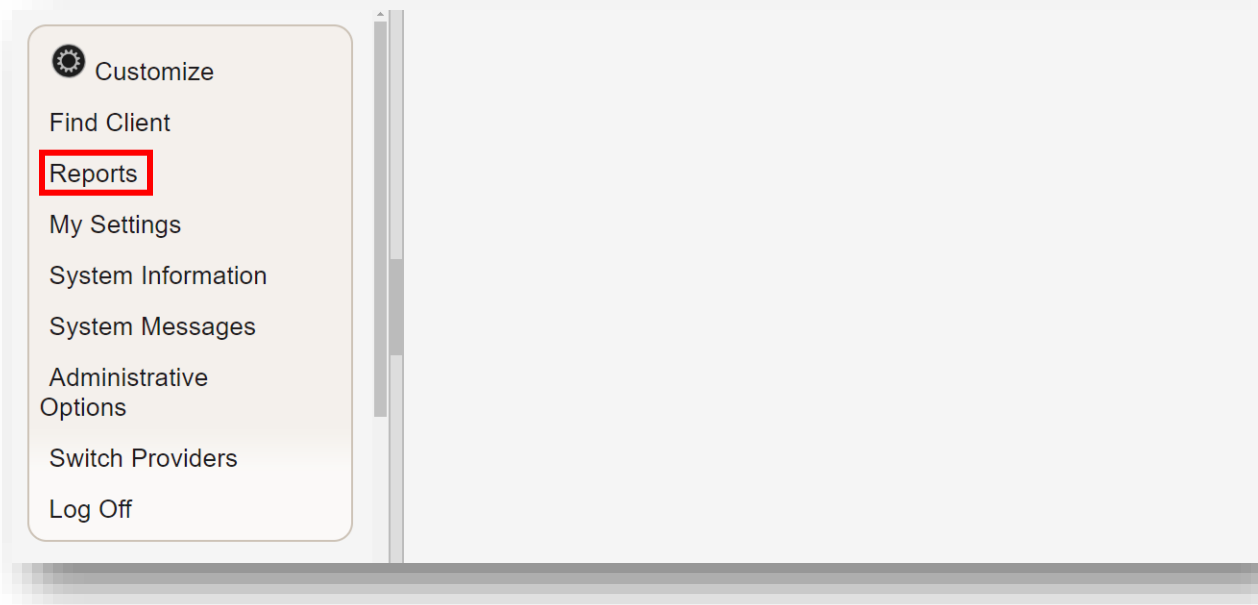 Customize
Find Client
Reports
My Settings
System Information
System Messages
Administrative
Options
Switch Providers
Log Off